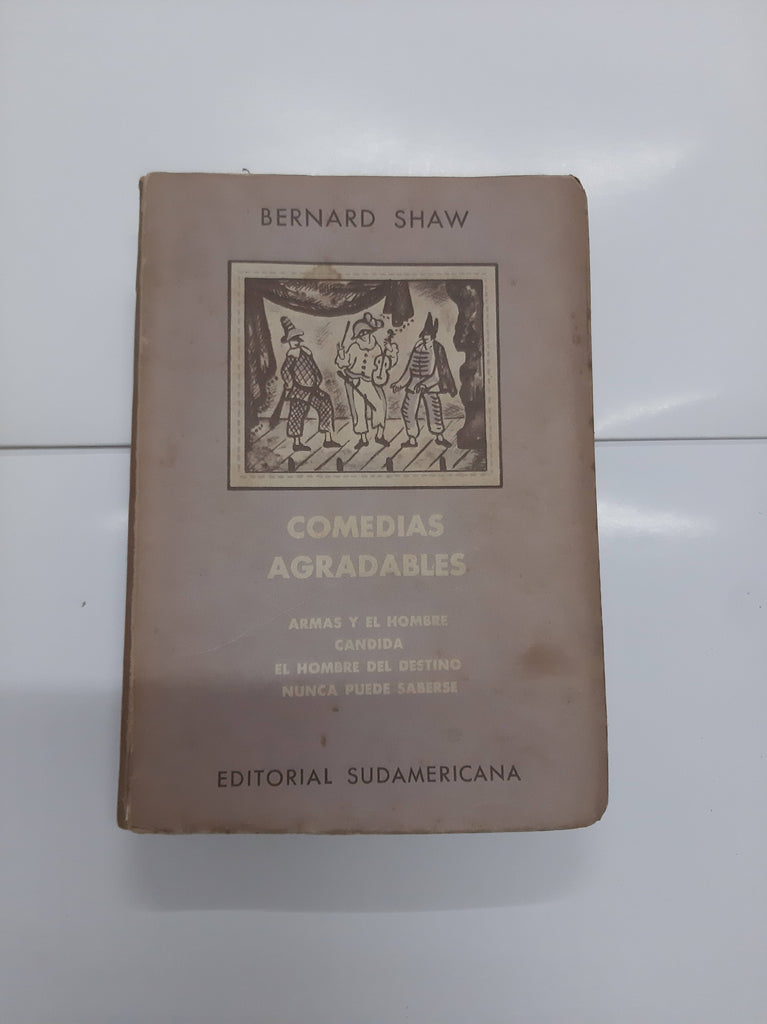 BERNARD SHAW
COMEDIAS
AGRADABLES
ARMAS Y EL HOMBRE
CANDIDA
EL HOMBRE DEL DESTINO
NUNCA PUEDE SABERSE
EDITORIAL SUDAMERICANA